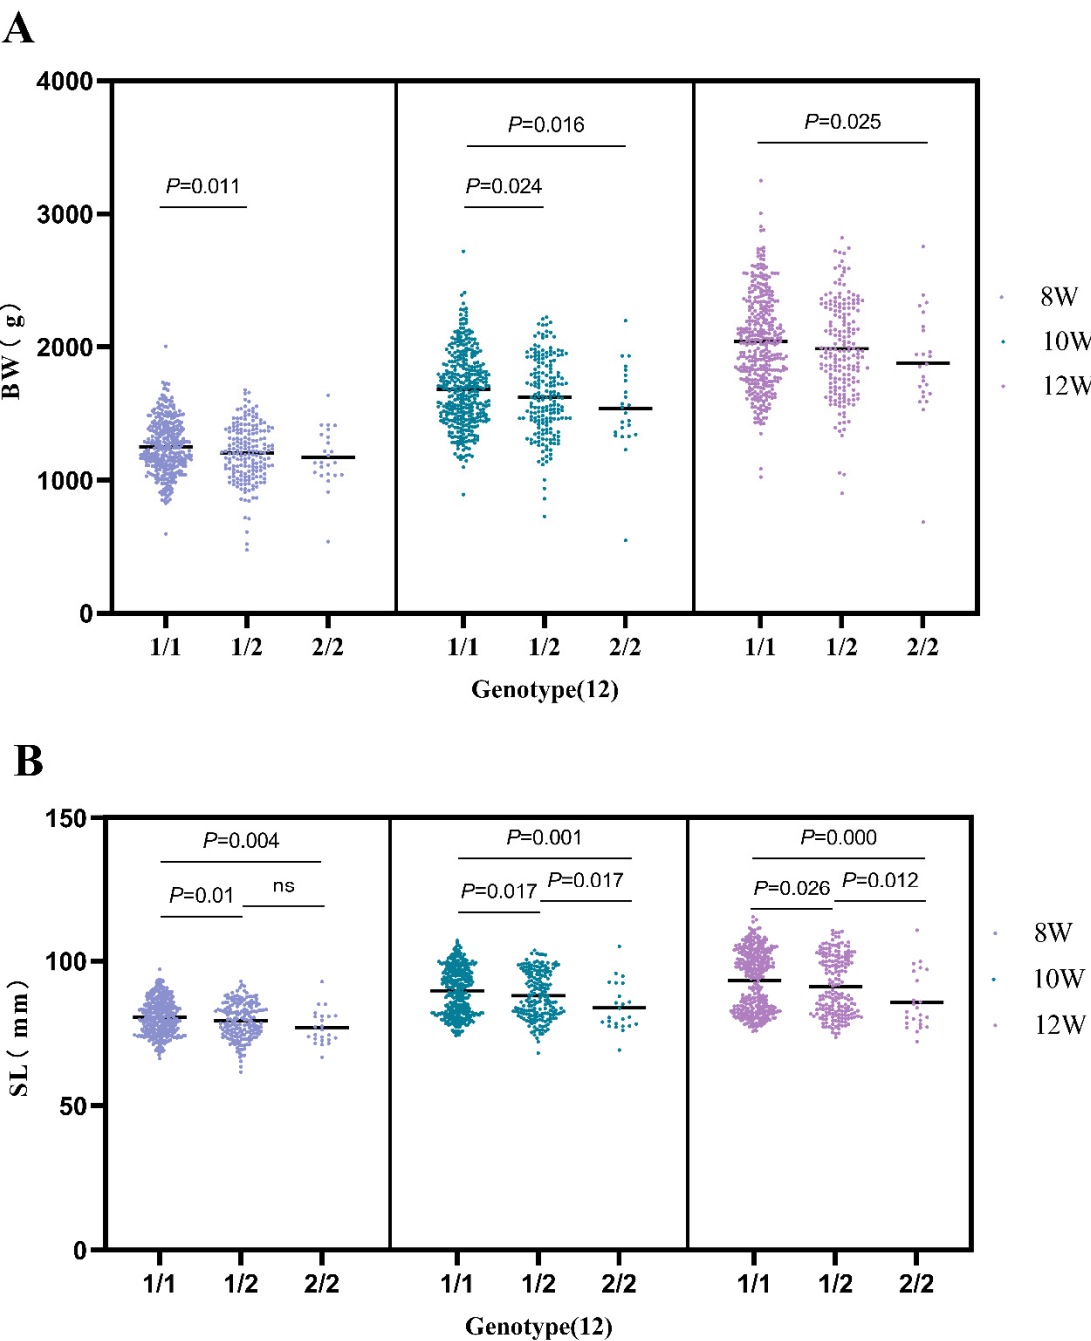 A
4000
3000
2000
1000
0
BW( g)
P=0.011
P=0.016
P=0.024
P=0.025
8W
10W
12W
1/1 1/2 2/2 1/1 1/2 2/2 1/1 1/2 2/2
Genotype(12)
B
150
100
50
0
SL( mm)
P=0.004
P=0.01
ns
P=0.001
P=0.017
P=0.017
P=0.000
P=0.026
P=0.012
8W
10W
12W
1/1 1/2 2/2 1/1 1/2 2/2 1/1 1/2 2/2
Genotype(12)